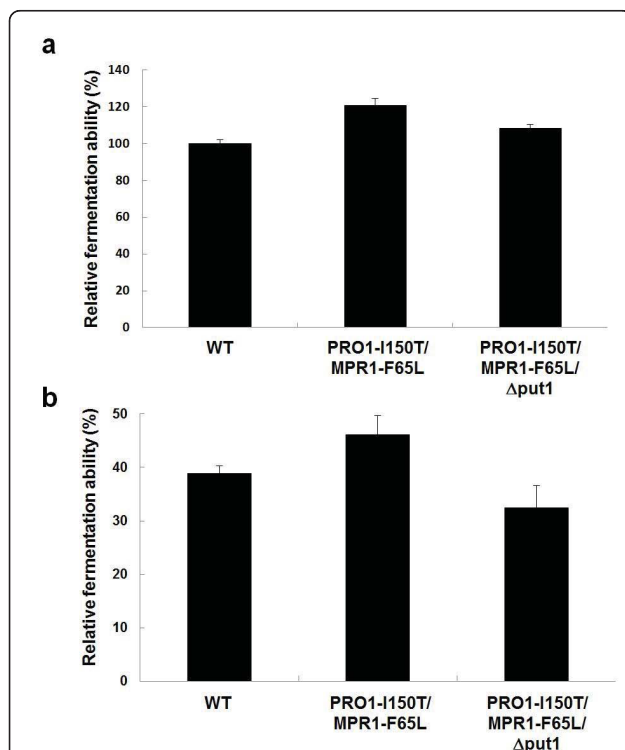 a
Relative fermentation ability (%)
140
120
100
80
60
40
20
0
WT
PRO1-I150T/
MPR1-F65L
PRO1-I150T/
MPR1-F65L/
Δput1
b
Relative fermentation ability (%)
50
40
30
20
10
0
WT
PRO1-I150T/
MPR1-F65L
PRO1-I150T/
MPR1-F65L/
Δput1